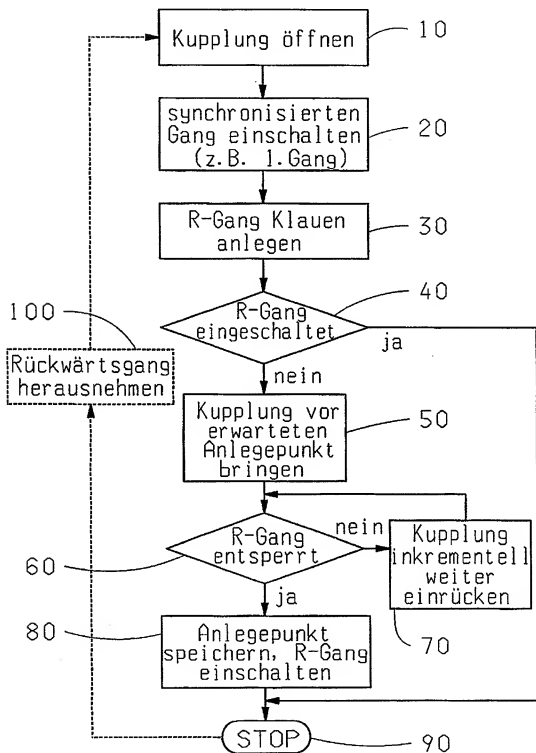 Kupplung öffnen
10
synchronisierten
Gang einschalten
(z.B. 1.Gang)
20
R-Gang Klauen
anlegen
30
R-Gang
eingeschaltet
40
ja
nein
100
Rückwärtsgang
herausnehmen
Kupplung vor
erwarteten
Anlegepunkt
bringen
50
R-Gang
entsperrt
60
nein
ja
Kupplung
inkrementell
weiter
einrücken
70
80
Anlegepunkt
speichern, R-Gang
einschalten
STOP
90